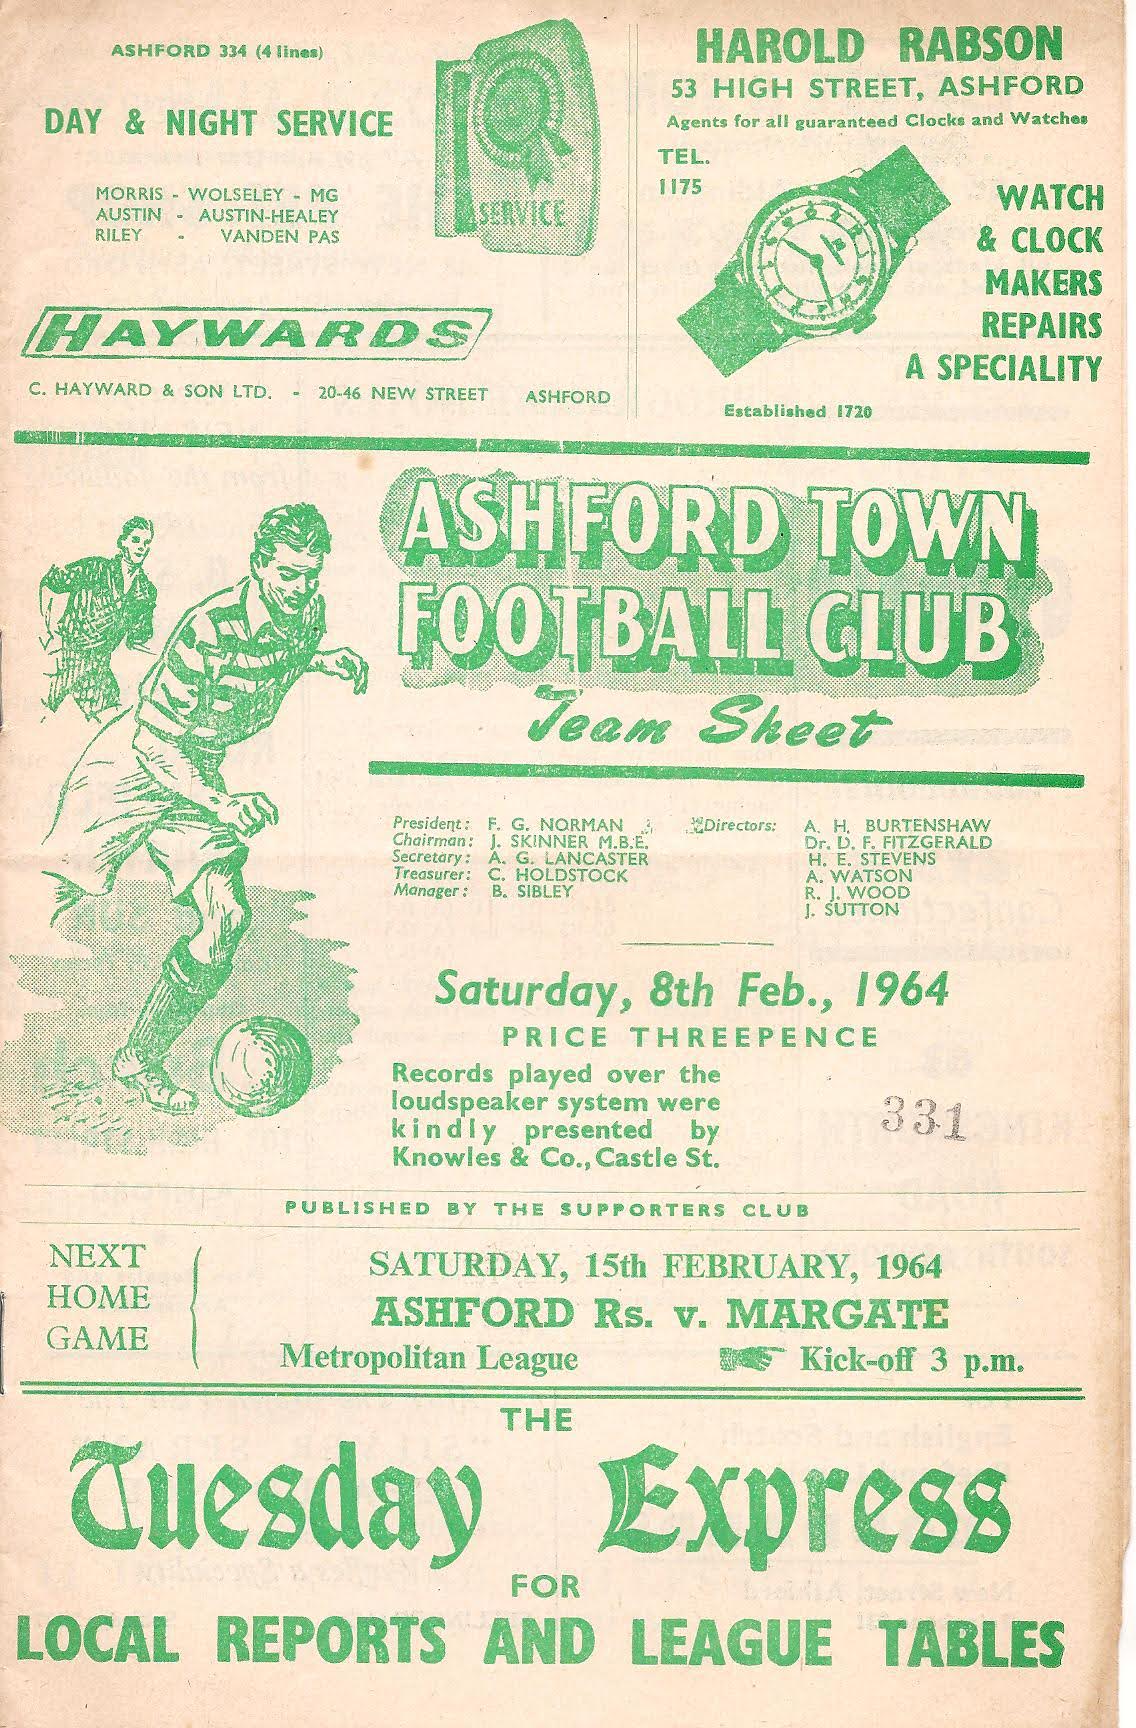 ASHFORD 334 (4 lines)
DAY & NIGHT SERVICE
MORRIS - WOLSELEY - MG
AUSTIN - AUSTIN-HEALEY
RILEY - VANDEN PAS
SERVICE
HAYWARDS
C. HAYWARD & SON LTD. - 20-46 NEW STREET ASHFORD
HAROLD RABSON
53 HIGH STREET, ASHFORD
Agents for all guaranteed Clocks and Watches
TEL.
1175
WATCH
& CLOCK
MAKERS
REPAIRS
A SPECIALITY
Established 1720
ASHFORD TOWN
FOOTBALL CLUB
Team Sheet
President: F. G. NORMAN
Chairman: J. SKINNER M.B.E.
Secretary: A. G. LANCASTER
Treasurer: C. HOLDSTOCK
Manager: B. SIBLEY
Directors: A. H. BURTENSHAW
Dr. D. F. FITZGERALD
H. E. STEVENS
A. WATSON
R. J. WOOD
J. SUTTON
Saturday, 8th Feb., 1964
PRICE THREEPENCE
Records played over the
loudspeaker system were
kindly presented by
Knowles & Co., Castle St.
331
PUBLISHED BY THE SUPPORTERS CLUB
NEXT
HOME
GAME
SATURDAY, 15th FEBRUARY, 1964
ASHFORD Rs. v. MARGATE
Metropolitan League Kick-off 3 p.m.
THE
Tuesday Express
FOR
LOCAL REPORTS AND LEAGUE TABLES